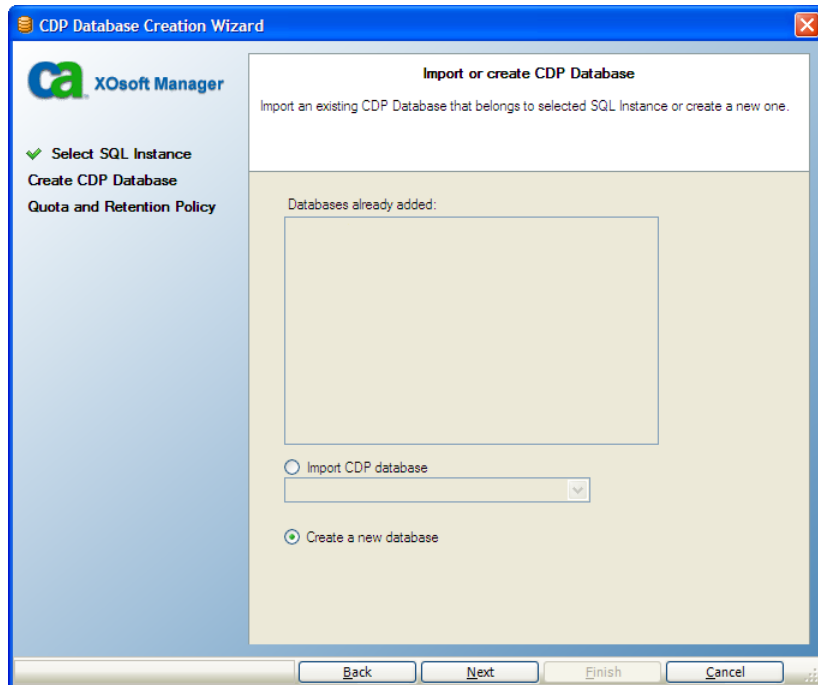 CDP Database Creation Wizard
ca
XOsoft Manager
Select SQL Instance
Create CDP Database
Quota and Retention Policy
Import or create CDP Database
Import an existing CDP Database that belongs to selected SQL Instance or create a new one.
Databases already added:
Import CDP database
Create a new database
Back
Next
Finish
Cancel